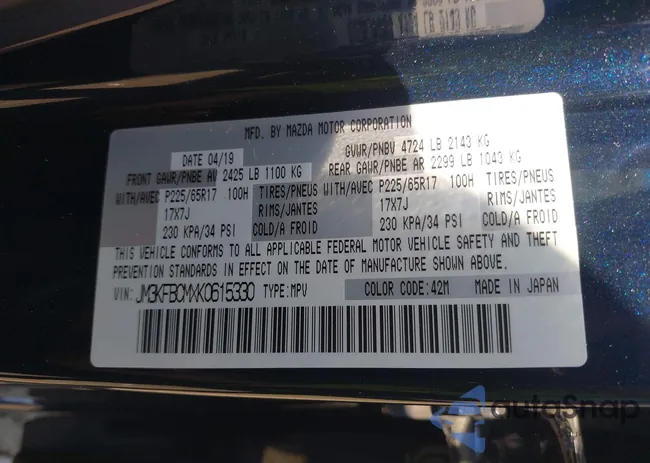 MFD. BY MAZDA MOTOR CORPORATION
DATE 04/19 GVWR/PNBV 4724 LB 2143 KG
FRONT GAWR/PNBE AV 2425 LB 1100 KG REAR GAWR/PNBE AR 2299 LB 1043 KG
WITH/AVEC P225/65R17 100H TIRES/PNEUS WITH/AVEC P225/65R17 100H TIRES/PNEUS
17X7J RIMS/JANTES 17X7J RIMS/JANTES
230 KPA/34 PSI COLD/A FROID 230 KPA/34 PSI COLD/A FROID
THIS VEHICLE CONFORMS TO ALL APPLICABLE FEDERAL MOTOR VEHICLE SAFETY AND THEFT
PREVENTION STANDARDS IN EFFECT ON THE DATE OF MANUFACTURE SHOWN ABOVE.
VIN: JM3KFBCMXK0615330 TYPE:MPV COLOR CODE:42M MADE IN JAPAN
autoSnap